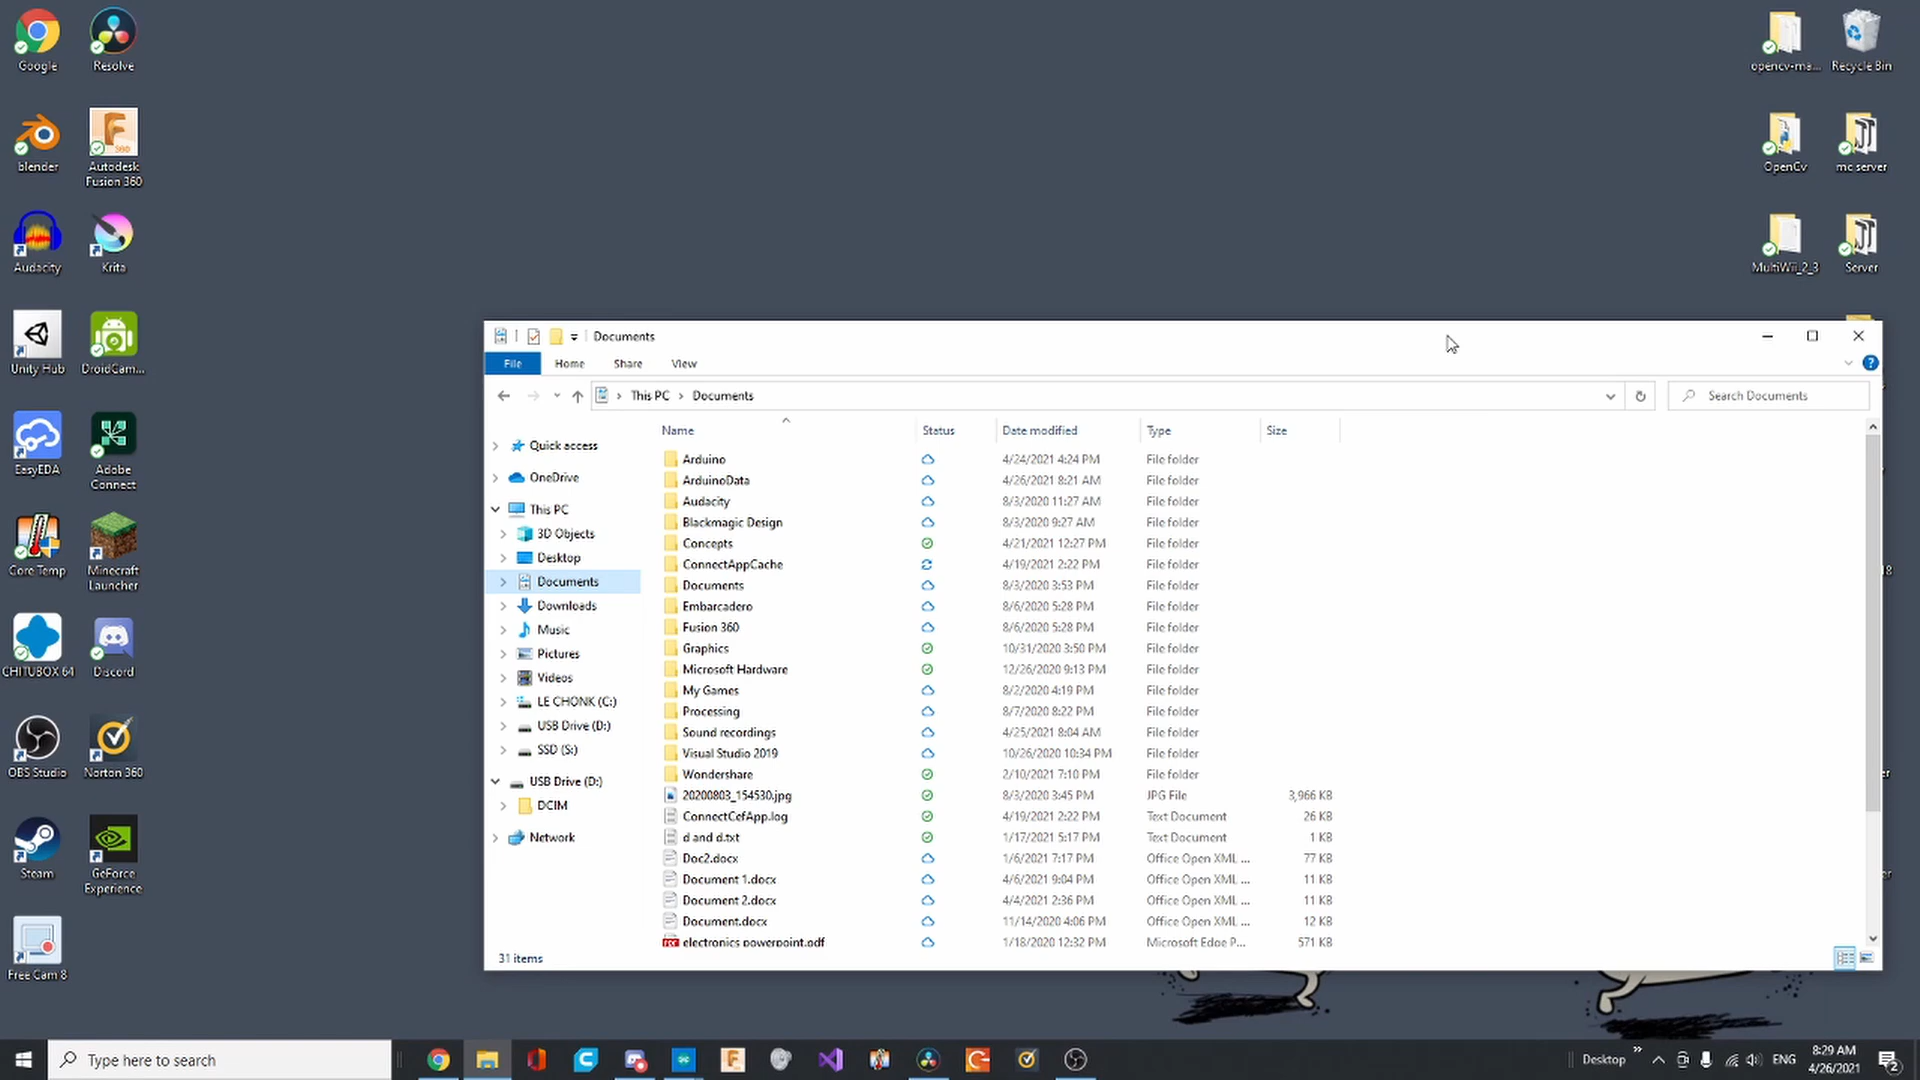 Google
Resolve
blender
Autodesk
Fusion 360
Audacity
Krita
Unity Hub
DroidCam...
EasyEDA
Adobe
Connect
Core Temp
Minecraft
Launcher
CHITUBOX 64
Discord
OBS Studio
Norton 360
Steam
GeForce
Experience
Free Cam 8
opencv-ma...
Recycle Bin
OpenCv
mc server
MultiWii_2_3
Server
Documents
File Home Share View
This PC > Documents
Search Documents
Name Status Date modified Type Size
Quick access
OneDrive
This PC
3D Objects
Desktop
Documents
Downloads
Music
Pictures
Videos
LE CHONK (C:)
USB Drive (D:)
SSD (S:)
USB Drive (D:)
DCIM
Network
Arduino 4/24/2021 4:24 PM File folder
ArduinoData 4/26/2021 8:21 AM File folder
Audacity 8/3/2020 11:27 AM File folder
Blackmagic Design 8/3/2020 9:27 AM File folder
Concepts 4/21/2021 12:27 PM File folder
ConnectAppCache 4/19/2021 2:22 PM File folder
Documents 8/3/2020 3:53 PM File folder
Embarcadero 8/6/2020 5:28 PM File folder
Fusion 360 8/6/2020 5:28 PM File folder
Graphics 10/31/2020 3:50 PM File folder
Microsoft Hardware 12/26/2020 9:13 PM File folder
My Games 8/2/2020 4:19 PM File folder
Processing 8/7/2020 8:22 PM File folder
Sound recordings 4/25/2021 8:04 AM File folder
Visual Studio 2019 10/26/2020 10:34 PM File folder
Wondershare 2/10/2021 7:10 PM File folder
20200803_154530.jpg 8/3/2020 3:45 PM JPG File 3,966 KB
ConnectCefApp.log 4/19/2021 2:22 PM Text Document 26 KB
d and d.txt 1/17/2021 5:17 PM Text Document 1 KB
Doc2.docx 1/6/2021 7:17 PM Office Open XML ... 77 KB
Document 1.docx 4/6/2021 9:04 PM Office Open XML ... 11 KB
Document 2.docx 4/4/2021 2:36 PM Office Open XML ... 11 KB
Document.docx 11/14/2020 4:06 PM Office Open XML ... 12 KB
electronics powerpoint.pdf 1/18/2020 12:32 PM Microsoft Edge P... 571 KB
31 items
Type here to search
Desktop
ENG
8:29 AM
4/26/2021
2